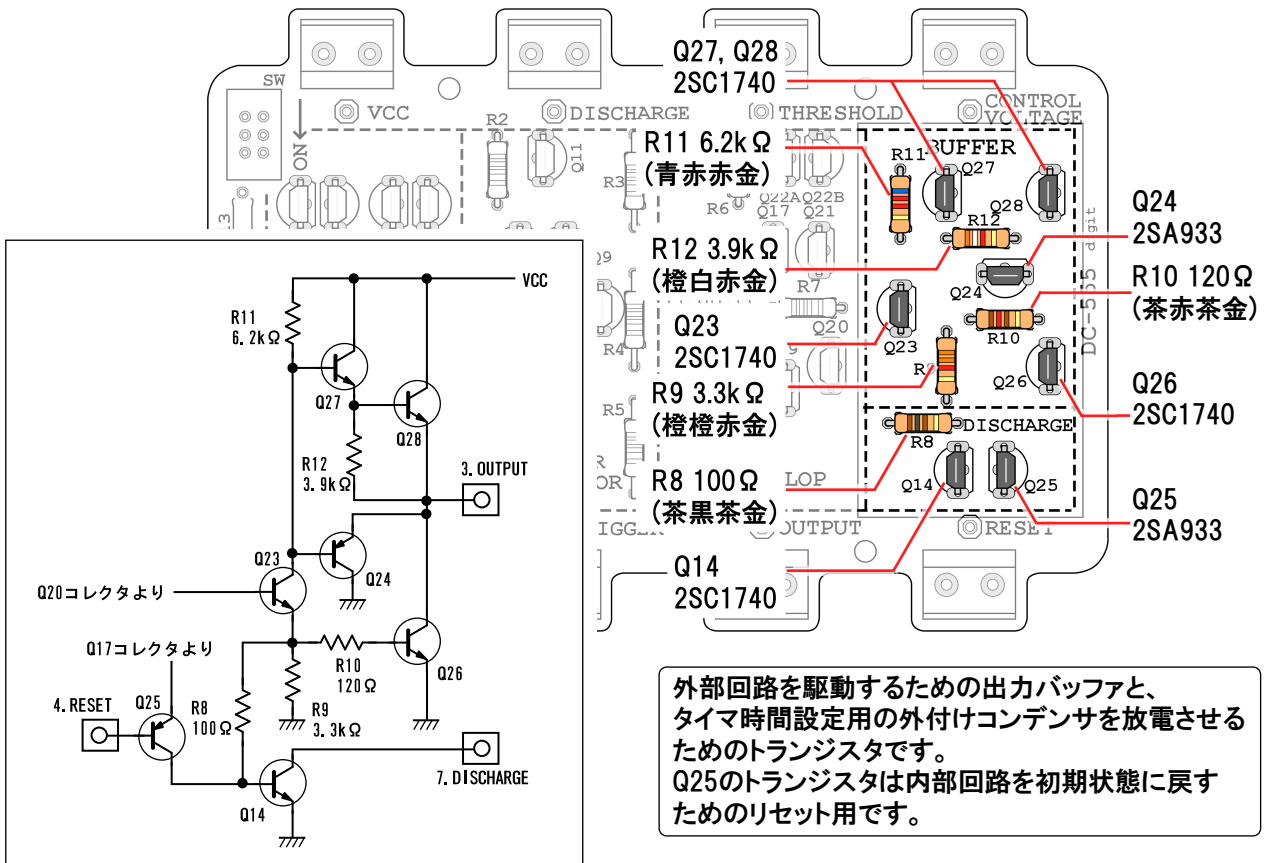 Q27, Q28
2SC1740
SW
ON
VCC
DISCHARGE
THRESHOLD
CONTROL
VOLTAGE
R2
Q11
R3
R11 6.2kΩ
(青赤赤金)
R6
Q22A Q22B
Q17 Q21
BUFFER
R11
Q27
Q28
R12
Q24
2SA933
digit
DC-555
R12 3.9kΩ
(橙白赤金)
Q9
R7
Q20
Q24
R10 120Ω
(茶赤茶金)
R10
Q23
2SC1740
Q23
R4
R9 3.3kΩ
(橙橙赤金)
Q26
Q26
2SC1740
R5
R8
DISCHARGE
R8 100Ω
(茶黒茶金)
OR
LOP
Q14
Q25
Q25
2SA933
OUTPUT
RESET
Q14
2SC1740
VCC
R11
6.2kΩ
Q27
Q28
R12
3.9kΩ
3. OUTPUT
Q23
Q24
Q20コレクタより
Q17コレクタより
R10
120Ω
Q26
4. RESET
Q25
R8
100Ω
R9
3.3kΩ
7. DISCHARGE
Q14
外部回路を駆動するための出力バッファと、
タイマ時間設定用の外付けコンデンサを放電させる
ためのトランジスタです。
Q25のトランジスタは内部回路を初期状態に戻す
ためのリセット用です。